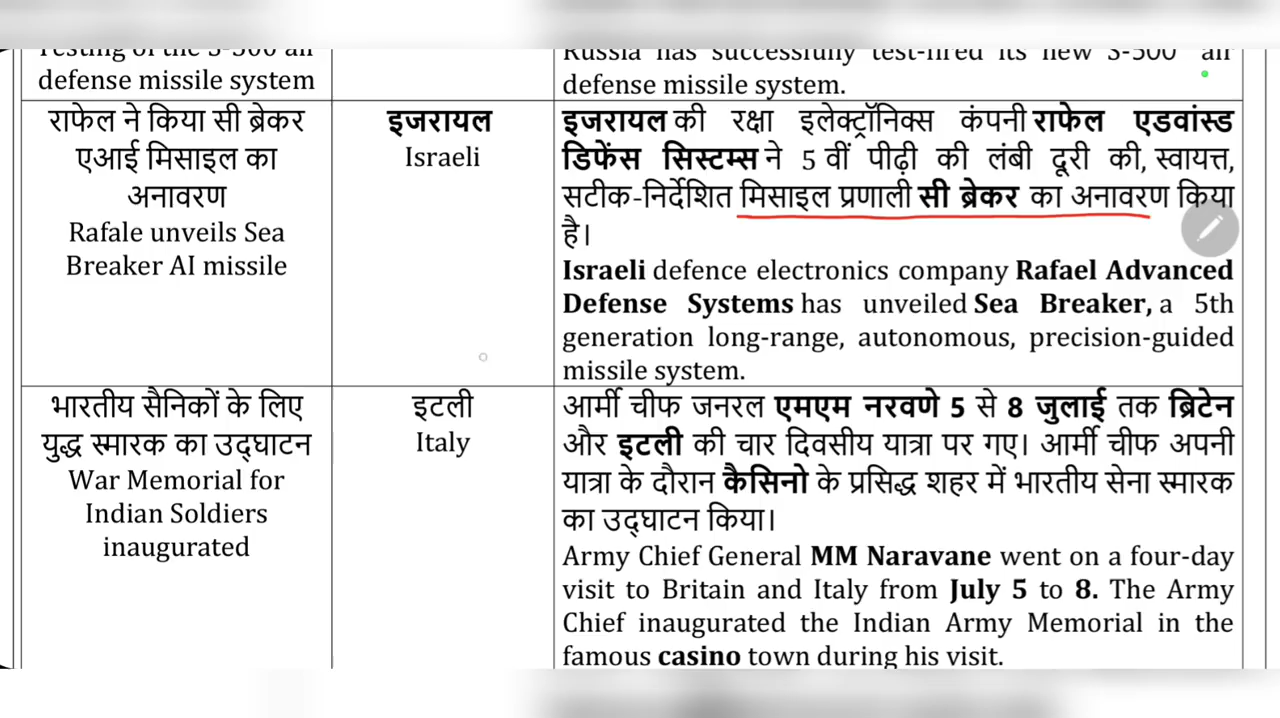 Testing of the S-500 air
defense missile system
Russia has successfully test-fired its new S-500 air
defense missile system.
राफेल ने किया सी ब्रेकर
एआई मिसाइल का
अनावरण
Rafale unveils Sea
Breaker AI missile
इजरायल
Israeli
इजरायल की रक्षा इलेक्ट्रॉनिक्स कंपनी राफेल एडवांस्ड
डिफेंस सिस्टम्स ने 5 वीं पीढ़ी की लंबी दूरी की, स्वायत्त,
सटीक-निर्देशित मिसाइल प्रणाली सी ब्रेकर का अनावरण किया
है।
Israeli defence electronics company Rafael Advanced
Defense Systems has unveiled Sea Breaker, a 5th
generation long-range, autonomous, precision-guided
missile system.
भारतीय सैनिकों के लिए
युद्ध स्मारक का उद्घाटन
War Memorial for
Indian Soldiers
inaugurated
इटली
Italy
आर्मी चीफ जनरल एमएम नरवणे 5 से 8 जुलाई तक ब्रिटेन
और इटली की चार दिवसीय यात्रा पर गए। आर्मी चीफ अपनी
यात्रा के दौरान कैसिनो के प्रसिद्ध शहर में भारतीय सेना स्मारक
का उद्घाटन किया।
Army Chief General MM Naravane went on a four-day
visit to Britain and Italy from July 5 to 8. The Army
Chief inaugurated the Indian Army Memorial in the
famous casino town during his visit.